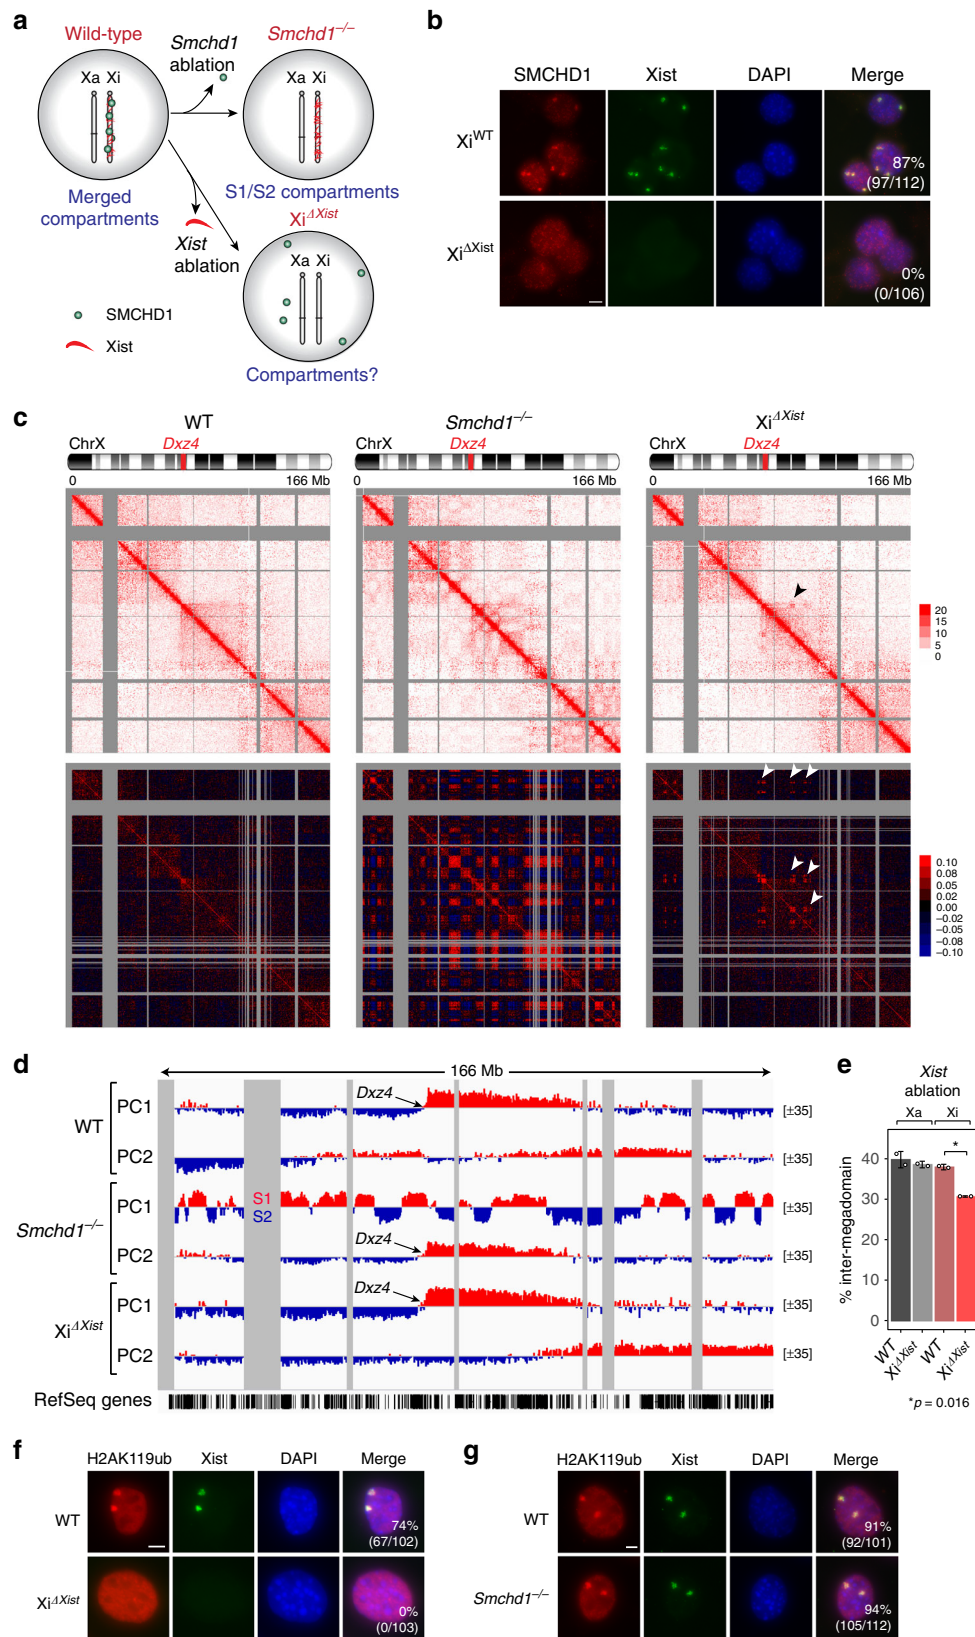 a
Wild-type
Smchd1
ablation
Smchd1–/–
Xa Xi
Xi
Merged
compartments
S1/S2 compartments
XiΔXist
Xist
ablation
Xa Xi
SMCHD1
Xist
Compartments?
b
SMCHD1 Xist DAPI Merge
XiWT
87%
(97/112)
XiΔXist
0%
(0/106)
c
WT Smchd1–/– XiΔXist
ChrX Dxz4 ChrX Dxz4 ChrX Dxz4
0 166 Mb 0 166 Mb 0 166 Mb
20
15
10
5
0
0.10
0.08
0.05
0.02
0.00
–0.02
–0.05
–0.08
–0.10
d
166 Mb
WT
PC1 Dxz4 [±35]
PC2 [±35]
Smchd1–/–
PC1 S1 [±35]
S2
PC2 Dxz4 [±35]
XiΔXist
PC1 Dxz4 [±35]
PC2 [±35]
RefSeq genes
e
Xist
ablation
Xa Xi
*
% inter-megadomain
40
30
20
10
0
WT XiΔXist WT XiΔXist
*p = 0.016
f
H2AK119ub Xist DAPI Merge
WT
74%
(67/102)
XiΔXist
0%
(0/103)
g
H2AK119ub Xist DAPI Merge
WT
91%
(92/101)
Smchd1–/–
94%
(105/112)